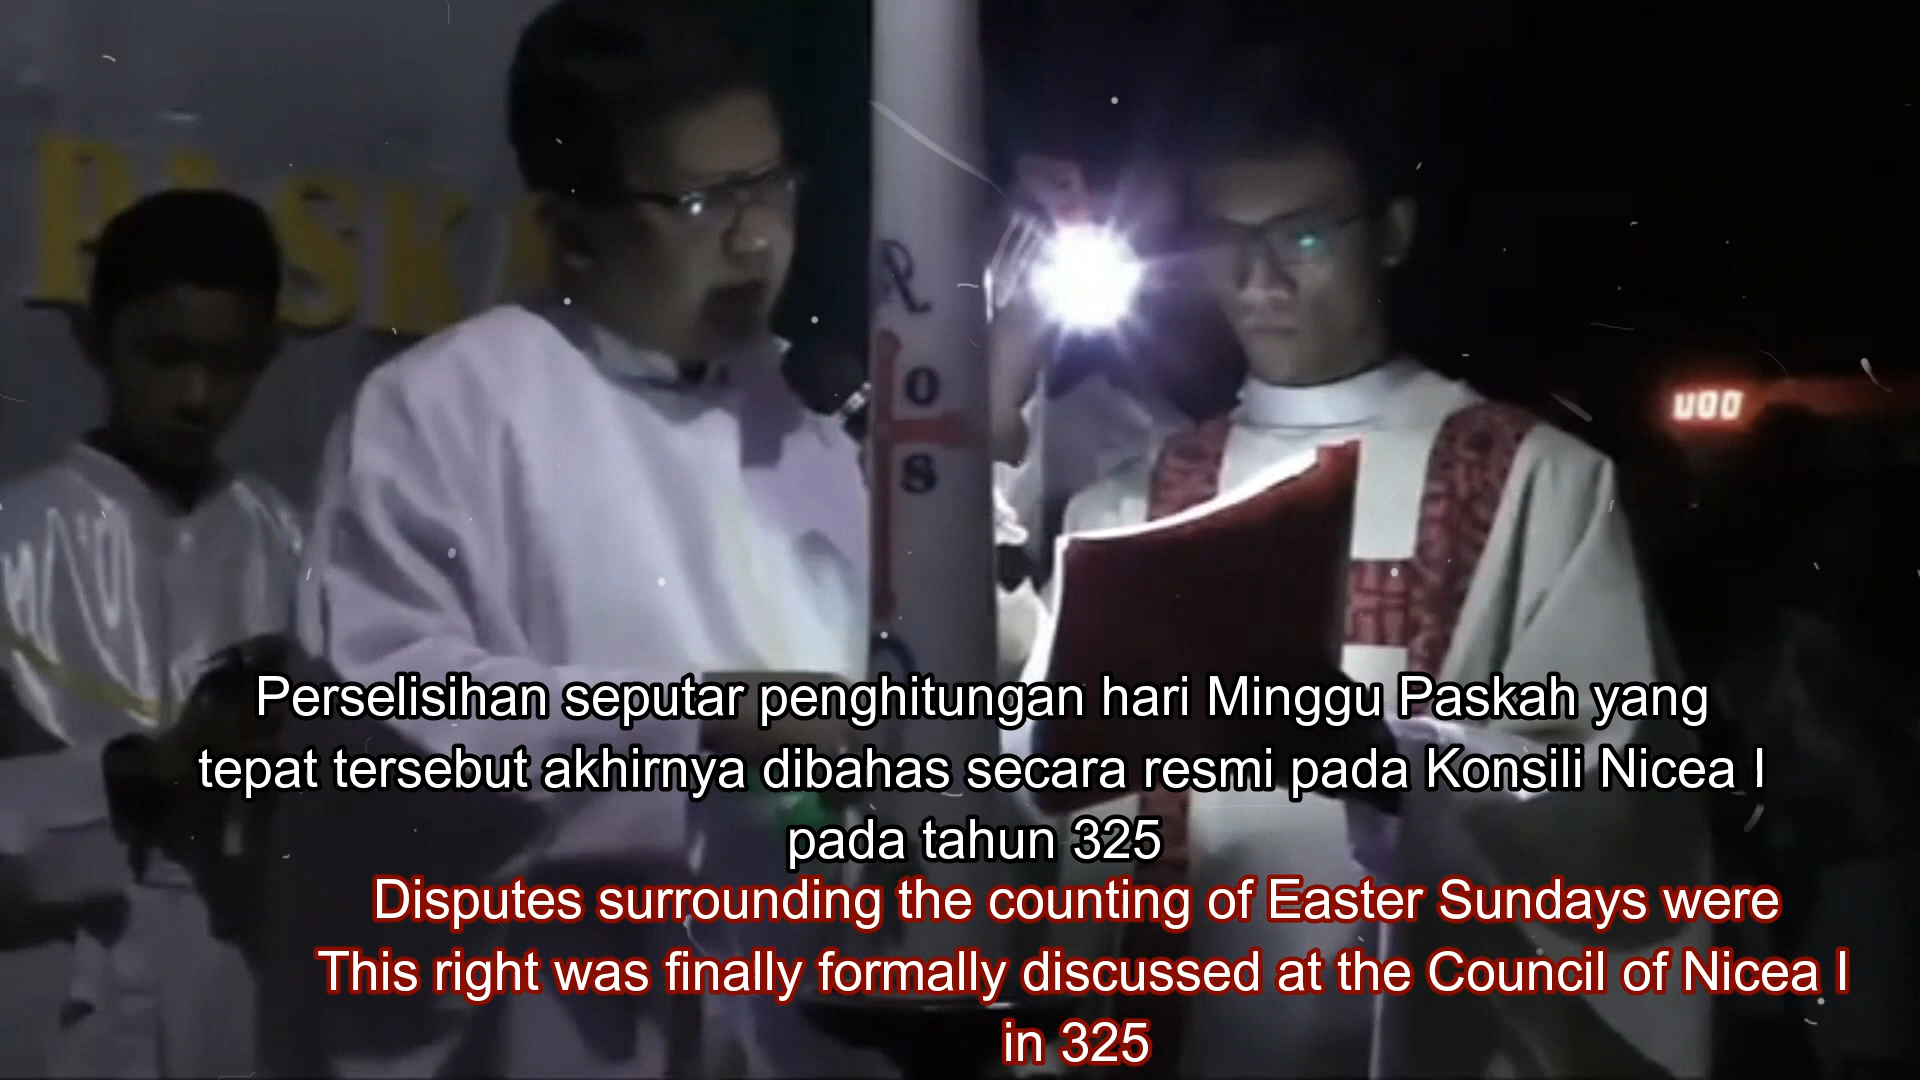 R
o
s
Perselisihan seputar penghitungan hari Minggu Paskah yang
tepat tersebut akhirnya dibahas secara resmi pada Konsili Nicea I
pada tahun 325
Disputes surrounding the counting of Easter Sundays were
This right was finally formally discussed at the Council of Nicea I
in 325